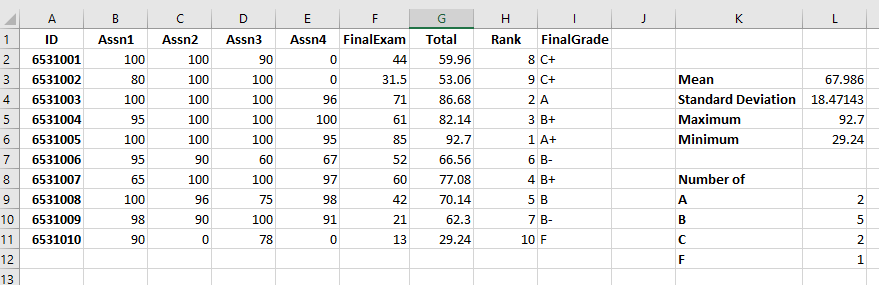 A B C D E F G H I J K L
1 ID Assn1 Assn2 Assn3 Assn4 FinalExam Total Rank FinalGrade
2 6531001 100 100 90 0 44 59.96 8 C+
3 6531002 80 100 100 0 31.5 53.06 9 C+ Mean 67.986
4 6531003 100 100 100 96 71 86.68 2 A Standard Deviation 18.47143
5 6531004 95 100 100 100 61 82.14 3 B+ Maximum 92.7
6 6531005 100 100 100 95 85 92.7 1 A+ Minimum 29.24
7 6531006 95 90 60 67 52 66.56 6 B-
8 6531007 65 100 100 97 60 77.08 4 B+ Number of
9 6531008 100 96 75 98 42 70.14 5 B A 2
10 6531009 98 90 100 91 21 62.3 7 B- B 5
11 6531010 90 0 78 0 13 29.24 10 F C 2
12 F 1
13